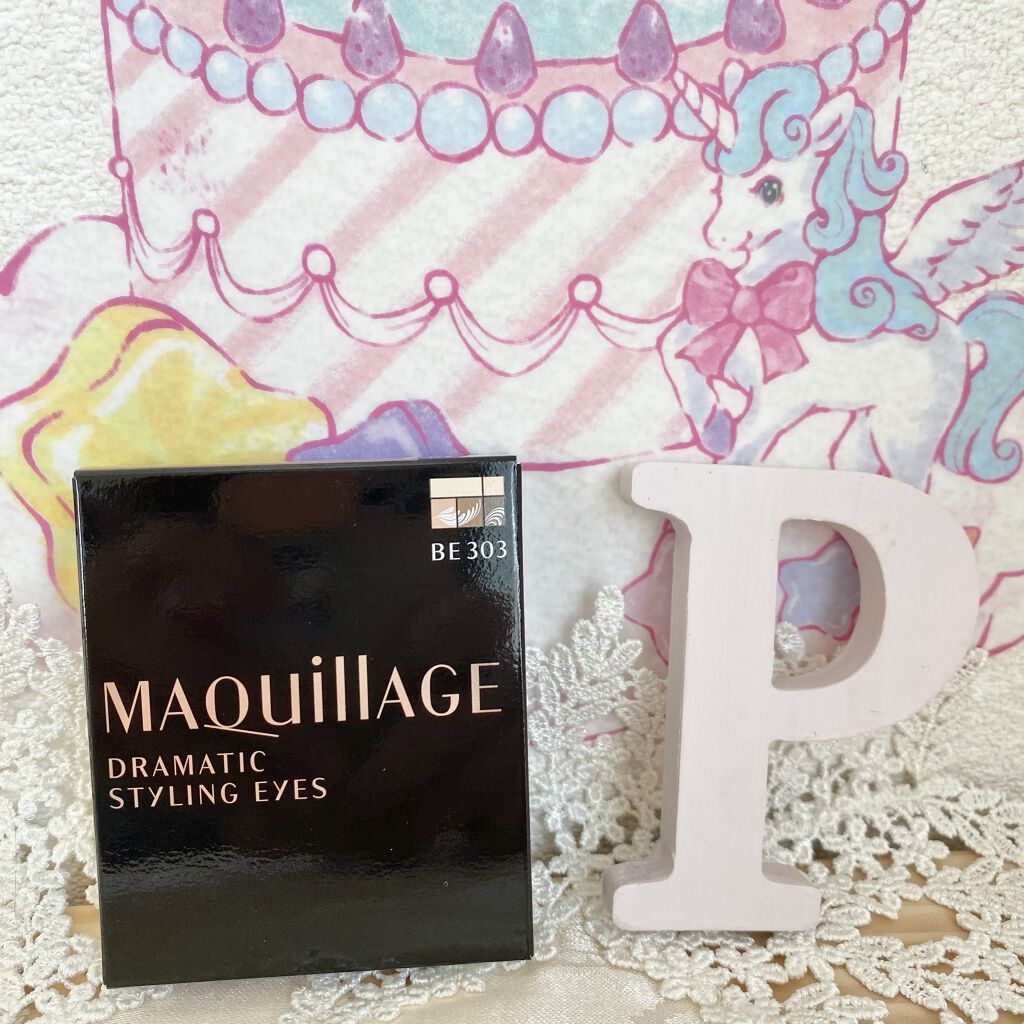 BE 303
MAQuillAGE
DRAMATIC
STYLING EYES
P